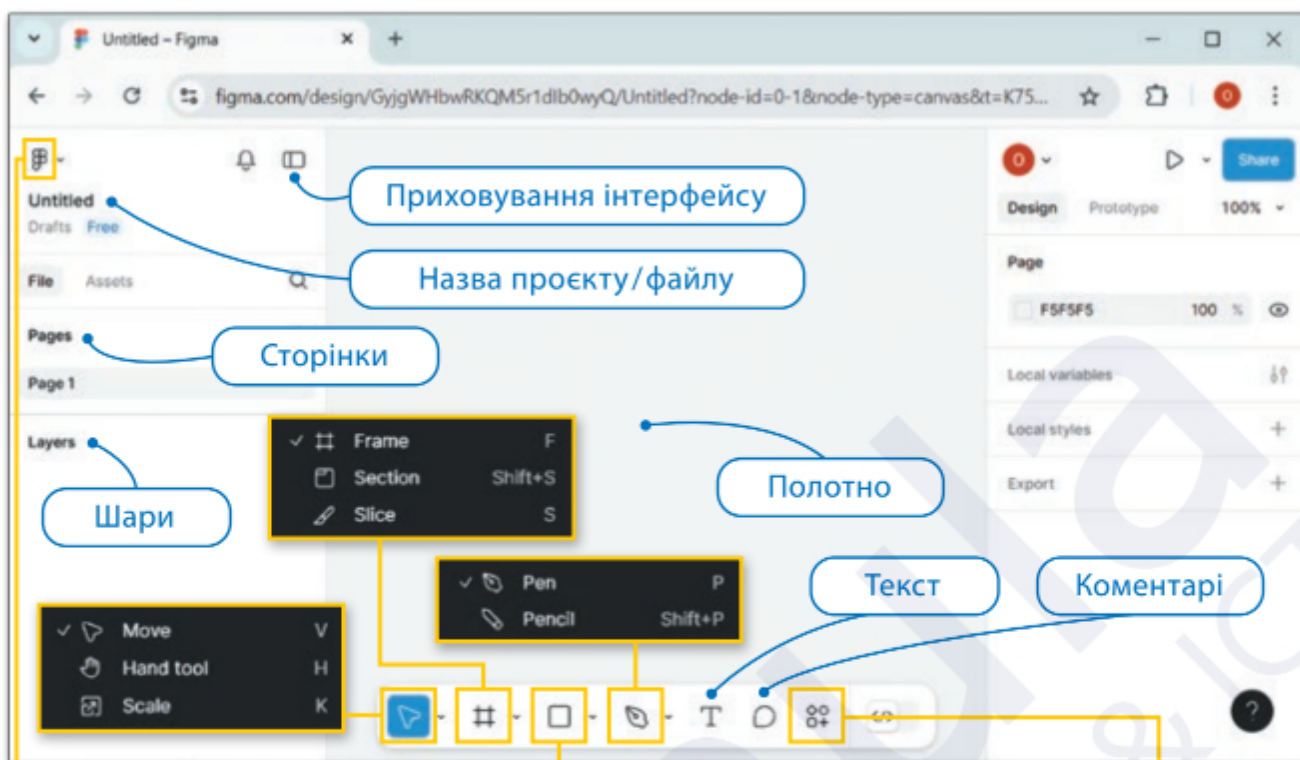 Untitled – Figma
figma.com/design/GyjgWHbwRKQM5r1dIb0wyQ/Untitled?node-id=0-1&node-type=canvas&t=K75...
O
O
Share
Приховування інтерфейсу
Untitled
Drafts Free
Design Prototype 100%
Назва проєкту/файлу
File Assets
Page
F5F5F5 100 %
Pages
Сторінки
Page 1
Local variables
Layers
Local styles
Frame F
Section Shift+S
Slice S
Полотно
Export
Шари
Pen P
Pencil Shift+P
Текст
Коментарі
Move V
Hand tool H
Scale K
T
?